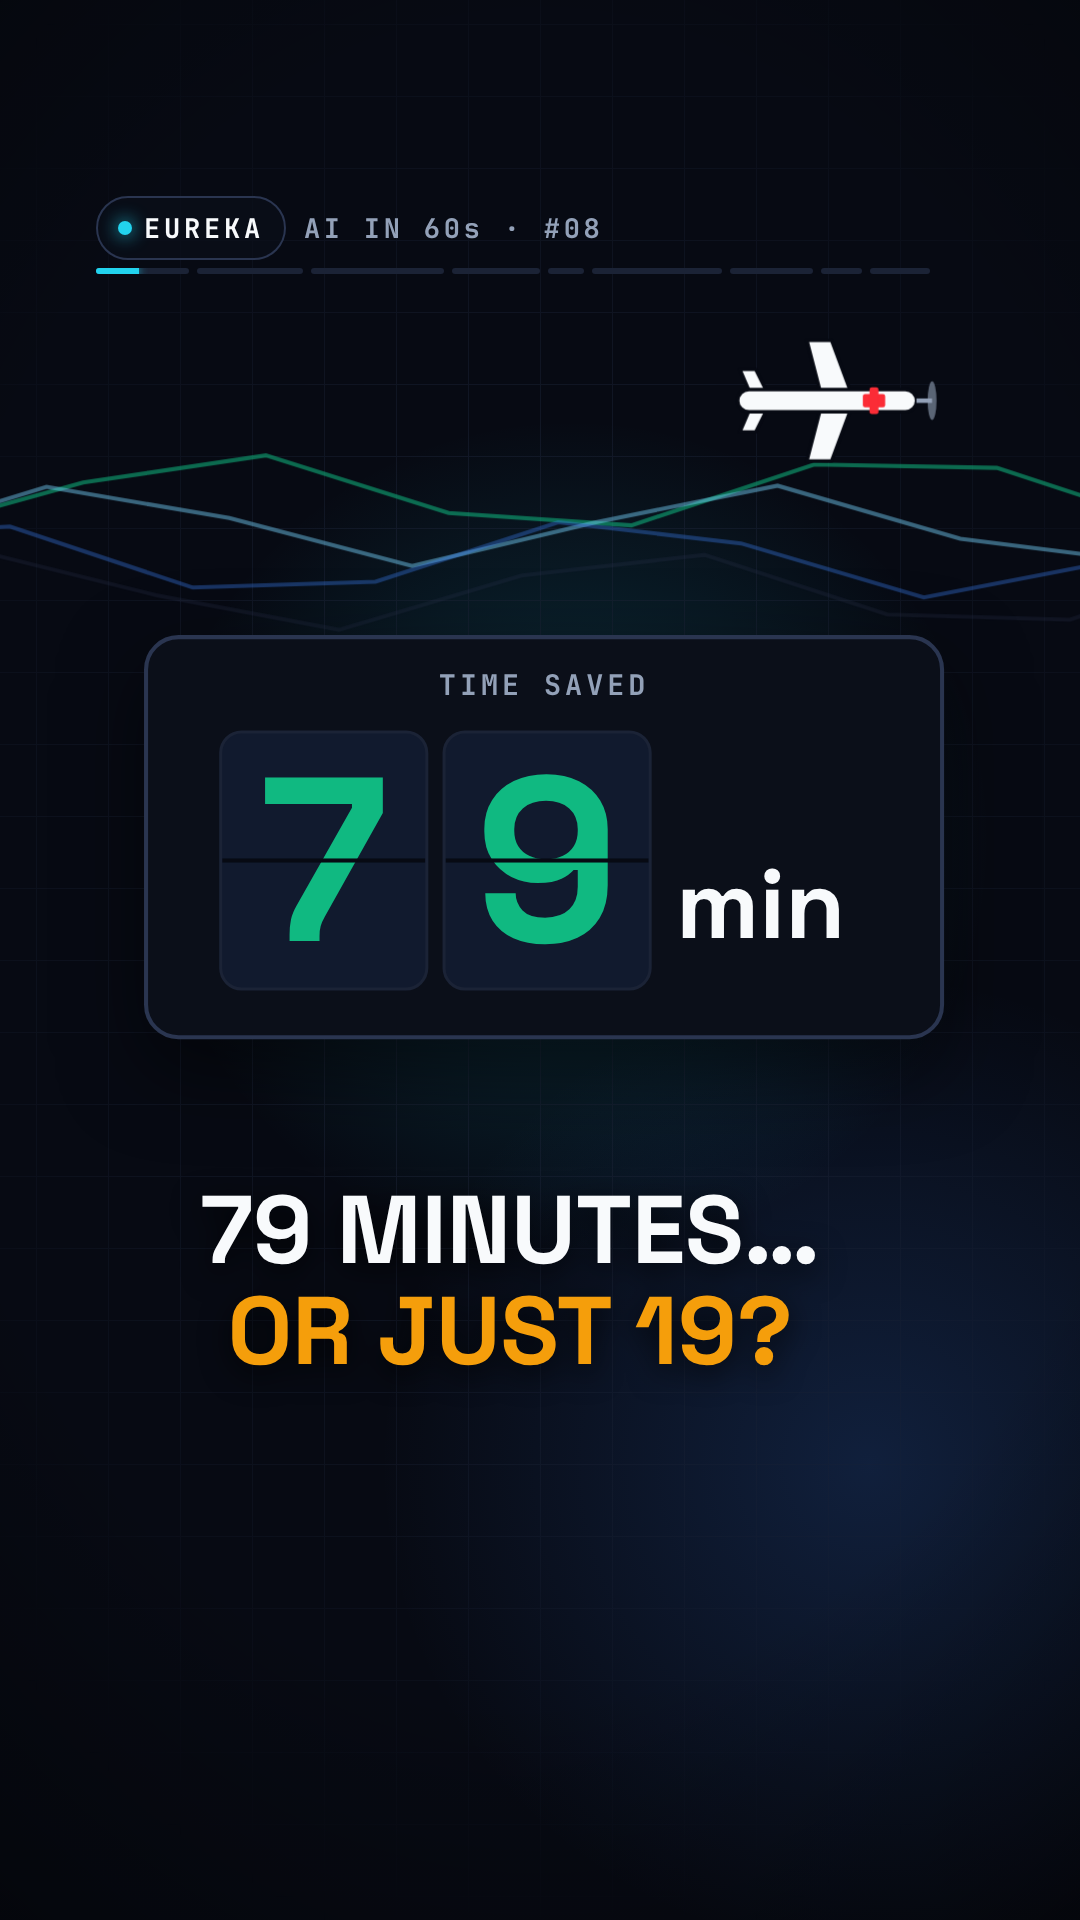 EUREKA AI IN 60s · #08
TIME SAVED
79 min
79 MINUTES...
OR JUST 19?